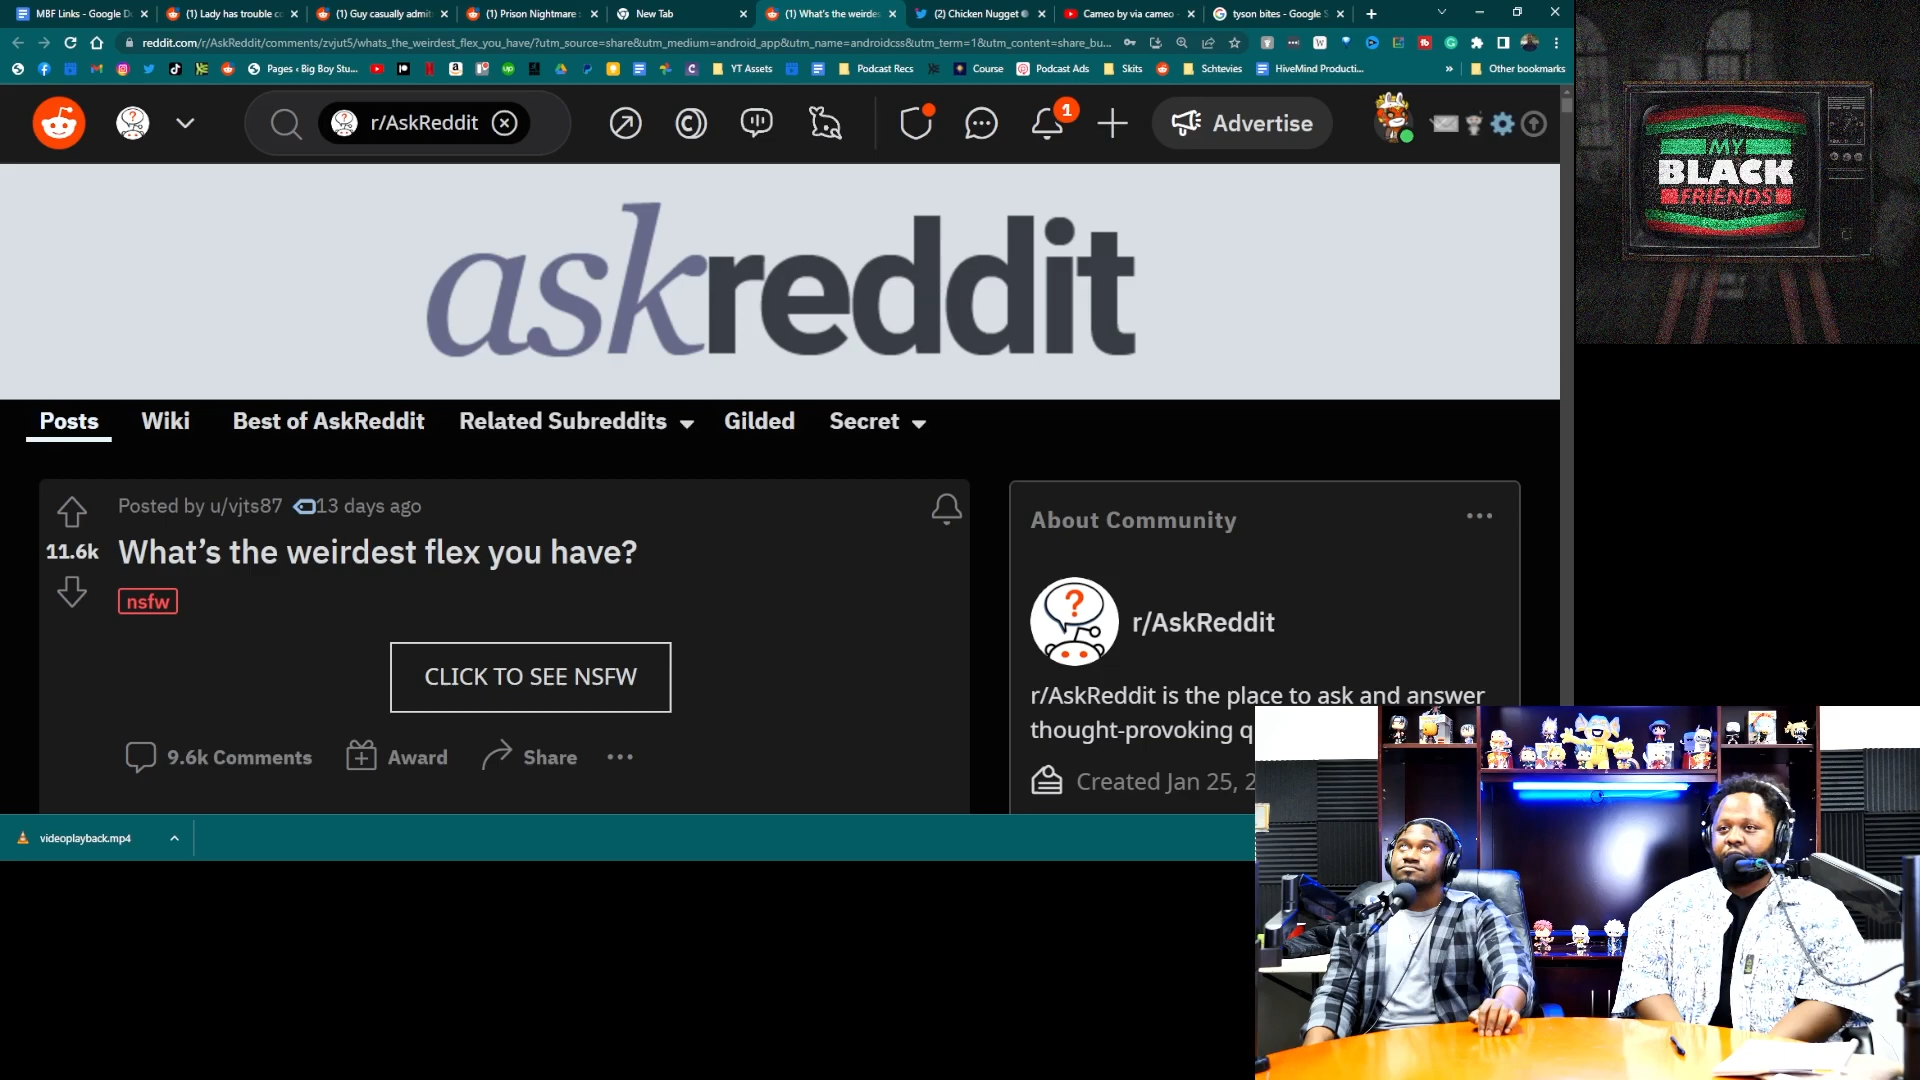 MBF Links - Google D
(1) Lady has trouble c
(1) Guy casually admit
(1) Prison Nightmare
New Tab
(1) What's the weirdes
(2) Chicken Nugget
Cameo by via cameo
tyson bites - Google S
reddit.com/r/AskReddit/comments/zvjut5/whats_the_weirdest_flex_you_have/?utm_source=share&utm_medium=android_app&utm_name=androidcss&utm_term=1&utm_content=share_bu...
Pages ‹ Big Boy Stu...
YT Assets
Podcast Recs
Course
Podcast Ads
Skits
Schtevies
HiveMind Producti...
»
Other bookmarks
r/AskReddit
1
Advertise
MY
BLACK
FRIENDS
askreddit
Posts
Wiki
Best of AskReddit
Related Subreddits
Gilded
Secret
Posted by u/vjts87
13 days ago
11.6k
What's the weirdest flex you have?
nsfw
CLICK TO SEE NSFW
9.6k Comments
Award
Share
About Community
r/AskReddit
r/AskReddit is the place to ask and answer
thought-provoking q
Created Jan 25, 2
videoplayback.mp4